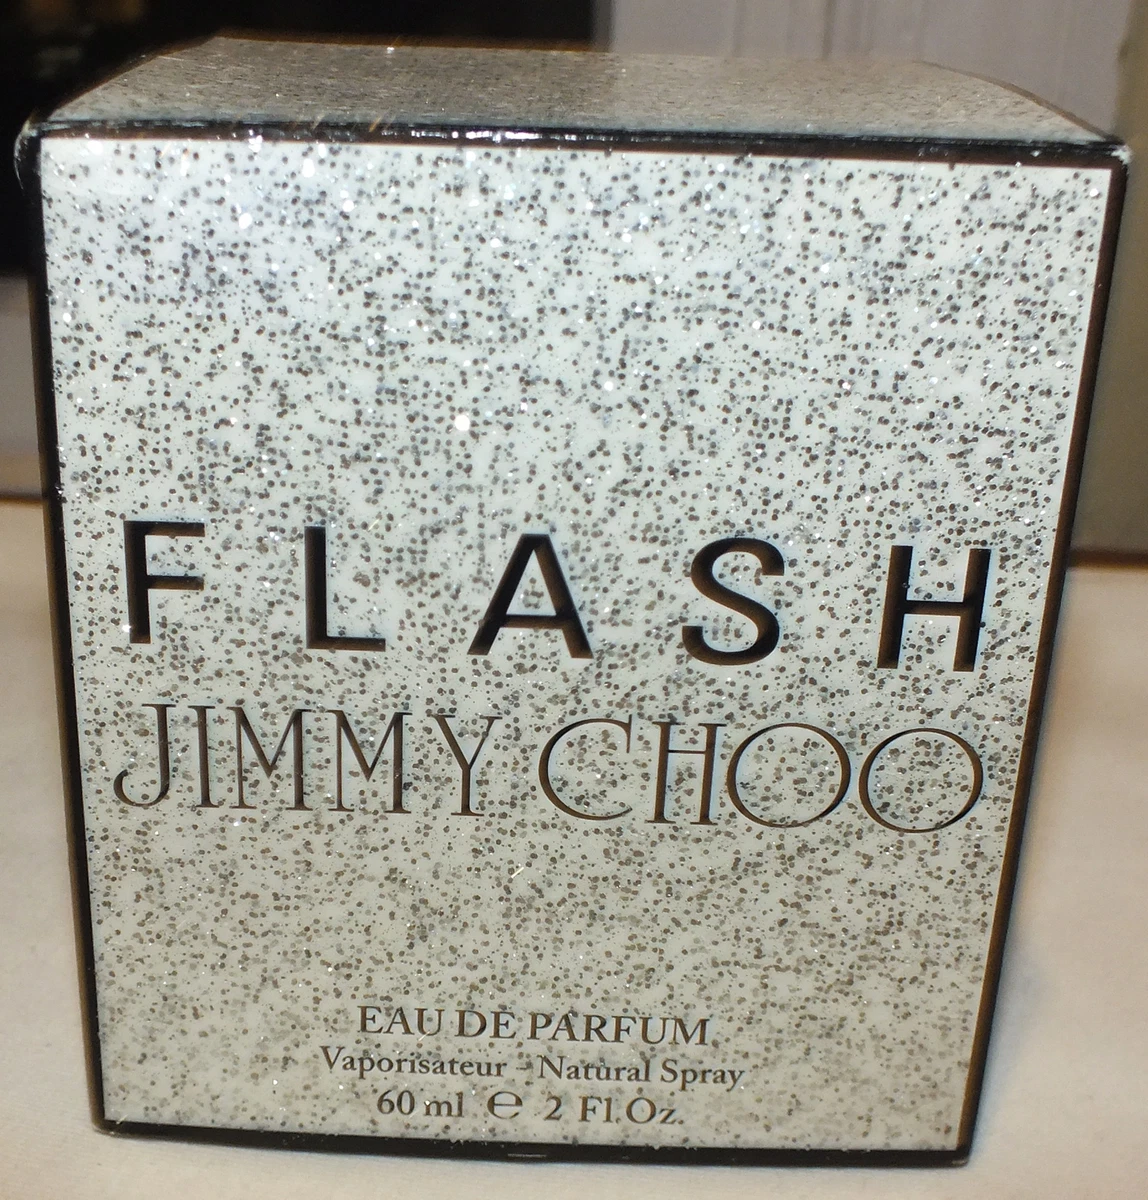 FLASH
JIMMY CHOO
EAU DE PARFUM
Vaporisateur - Natural Spray
60 ml ℮ 2 Fl.Oz.